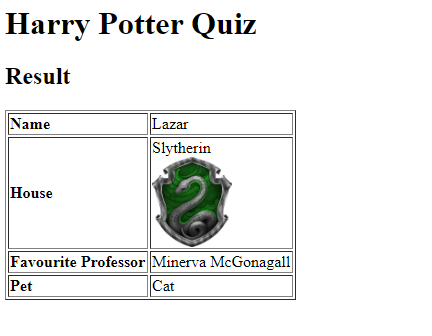 Harry Potter Quiz
Result
Name Lazar
House Slytherin
Favourite Professor Minerva McGonagall
Pet Cat